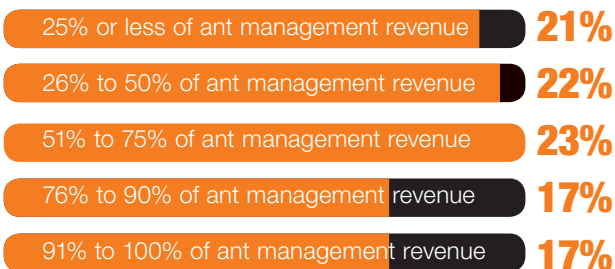 25% or less of ant management revenue 21%
26% to 50% of ant management revenue 22%
51% to 75% of ant management revenue 23%
76% to 90% of ant management revenue 17%
91% to 100% of ant management revenue 17%